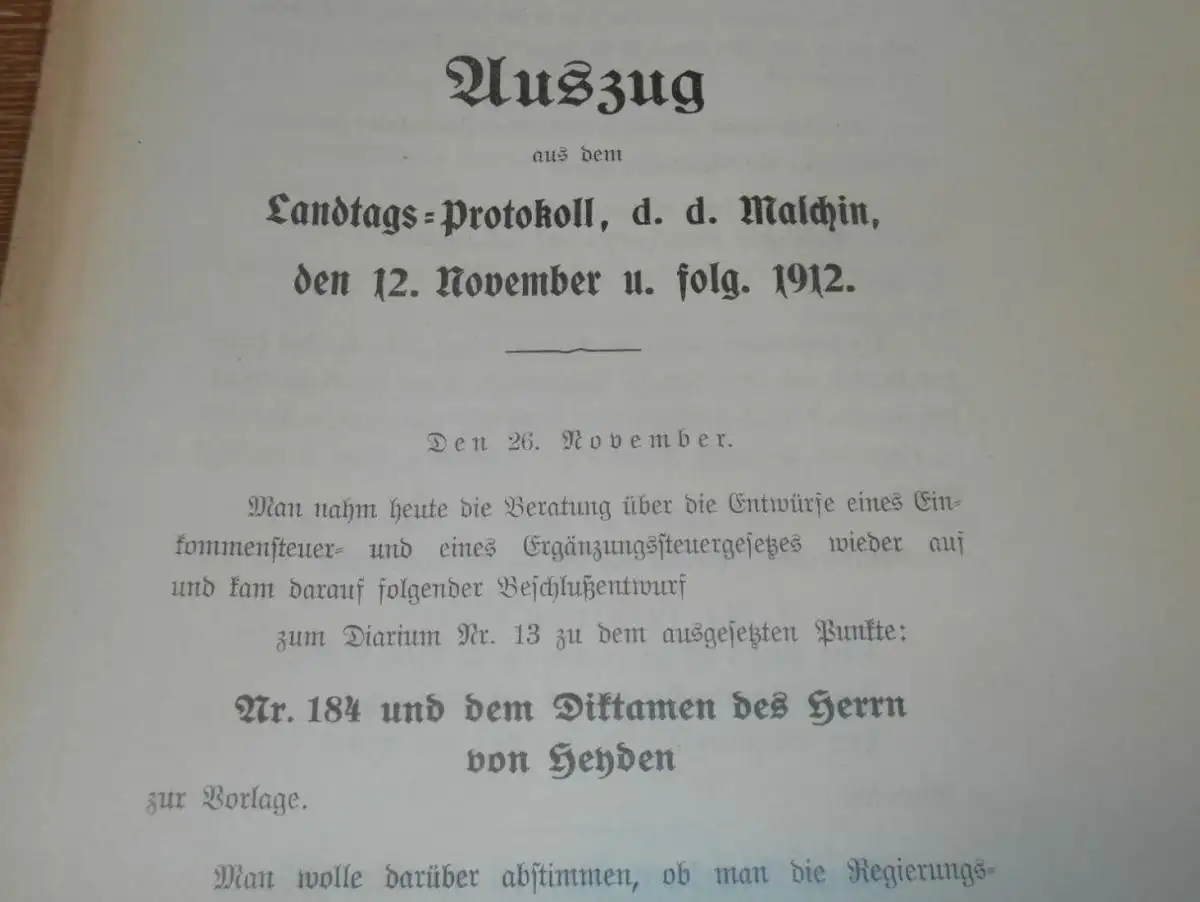 Auszug
aus dem
Landtags=Protokoll, d. d. Malchin,
den 12. November u. folg. 1912.
Den 26. November.
Man nahm heute die Beratung über die Entwürfe eines Ein=
kommensteuer= und eines Ergänzungssteuergesetzes wieder auf
und kam darauf folgender Beschlußentwurf
zum Diarium Nr. 13 zu dem ausgesetzten Punkte:
Nr. 184 und dem Diktamen des Herrn
von Heyden
zur Vorlage.
Man wolle darüber abstimmen, ob man die Regierungs=